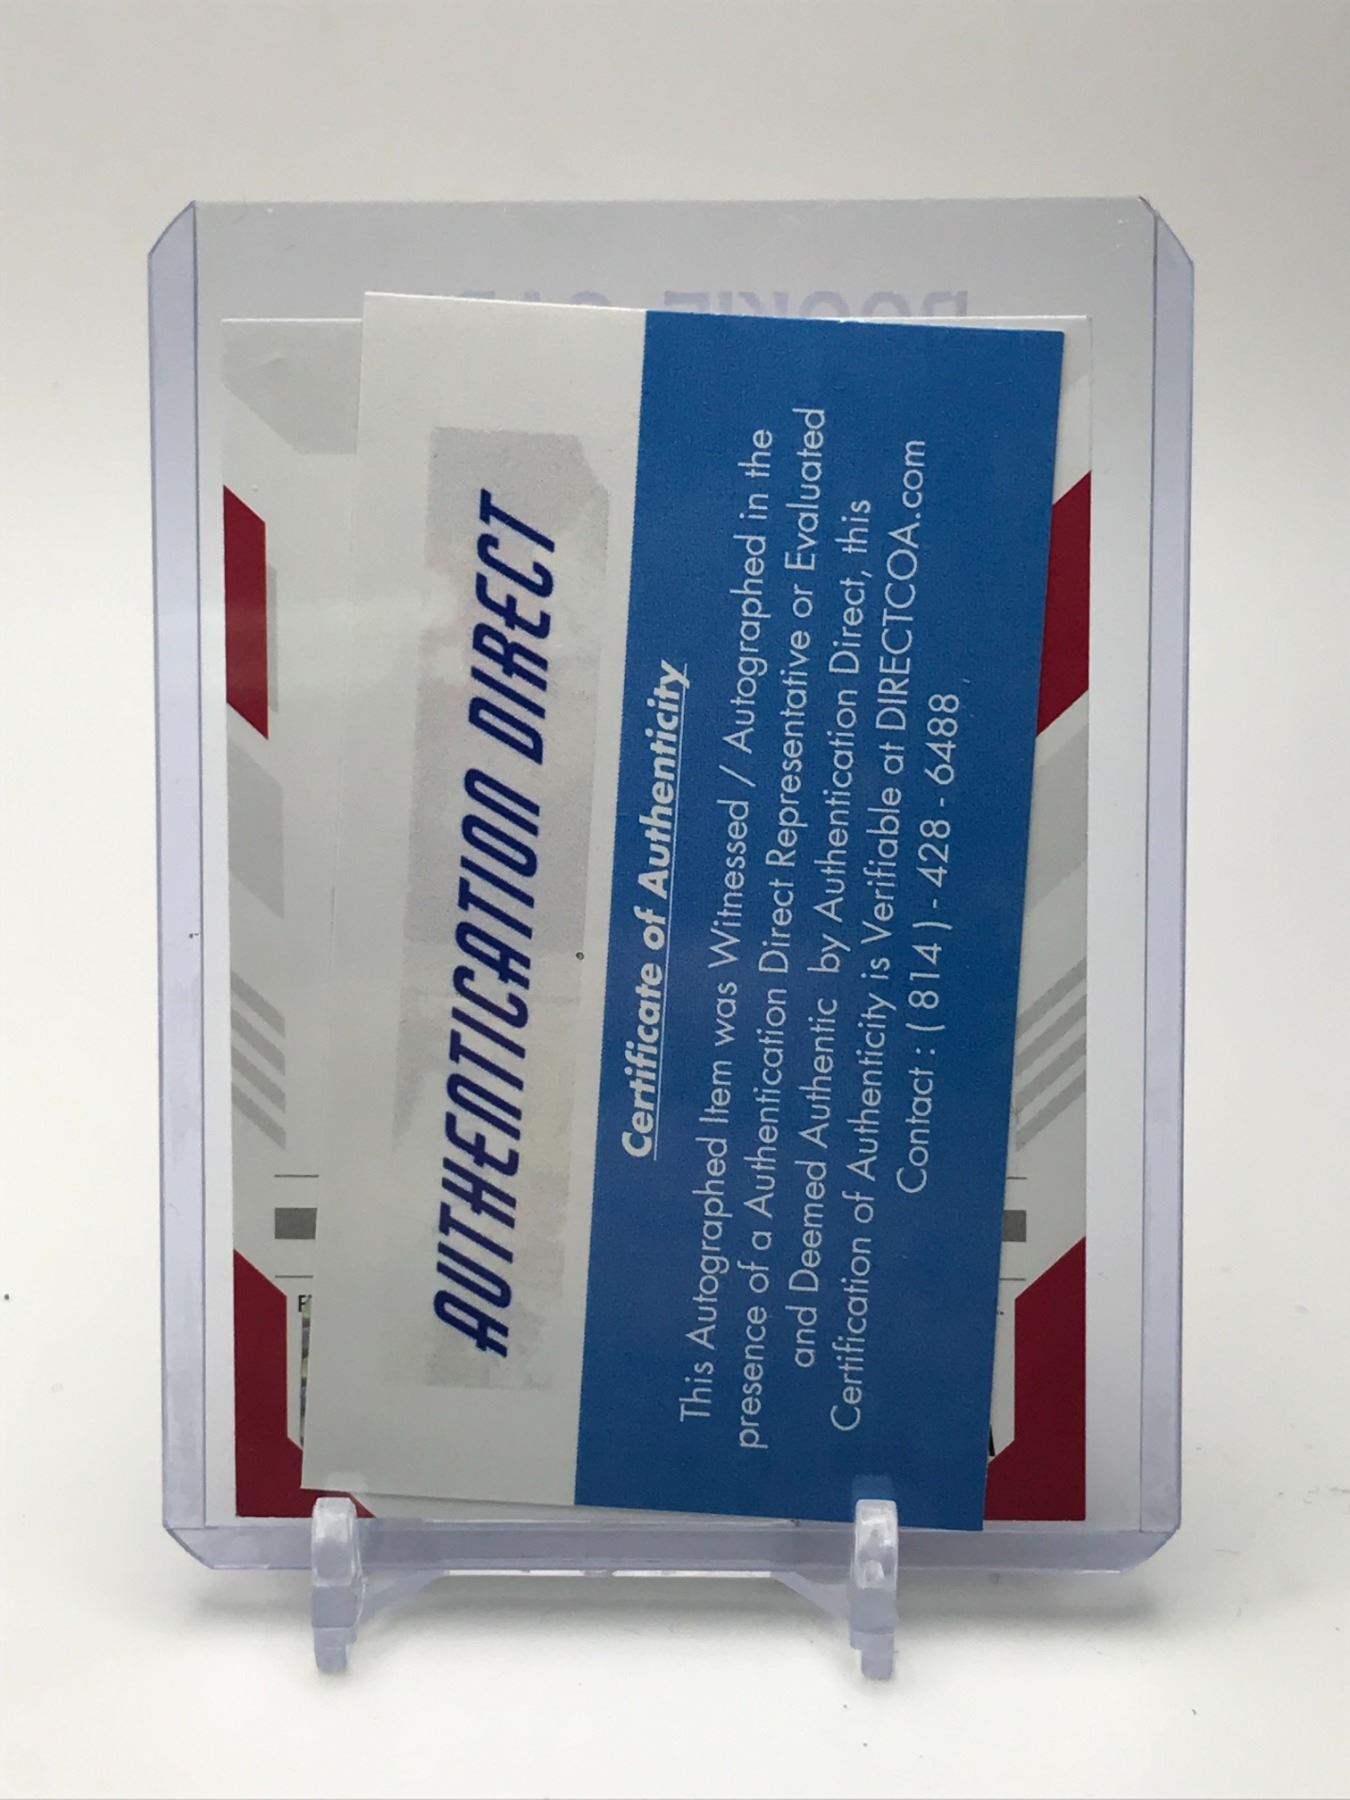 ROOKIE CARD
AUTHENTICATION DIRECT
Certificate of Authenticity
This Autographed Item was Witnessed / Autographed in the
presence of a Authentication Direct Representative or Evaluated
and Deemed Authentic by Authentication Direct, this
Certification of Authenticity is Verifiable at DIRECTCOA.com
Contact : ( 814 ) - 428 - 6488